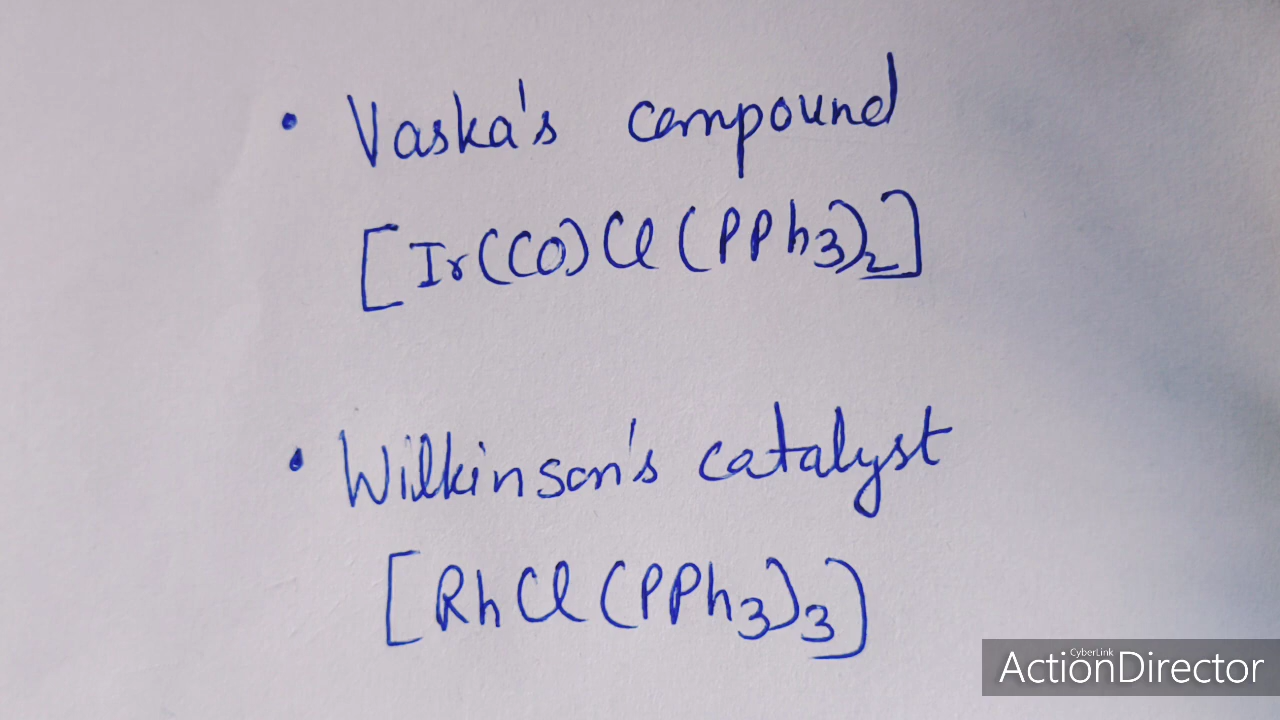 • Vaska's compound
[Ir(CO)Cl(PPh3)2]
• Wilkinson's catalyst
[RhCl(PPh3)3]
CyberLink
ActionDirector